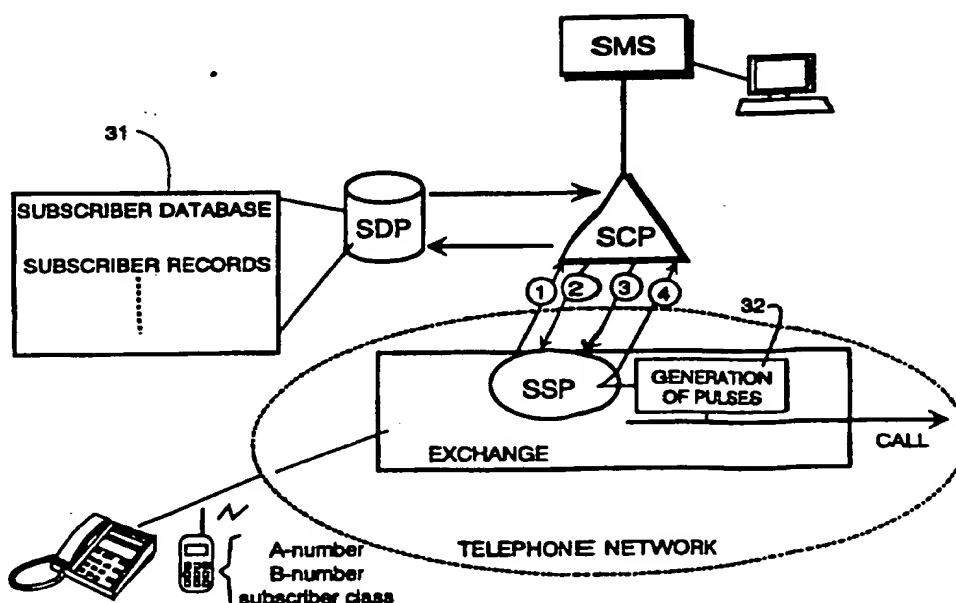 SMS
31
SUBSCRIBER DATABASE
SUBSCRIBER RECORDS
SDP
SCP
1
2
3
4
32
SSP
GENERATION
OF PULSES
CALL
EXCHANGE
TELEPHONE NETWORK
A-number
B-number
subscriber class